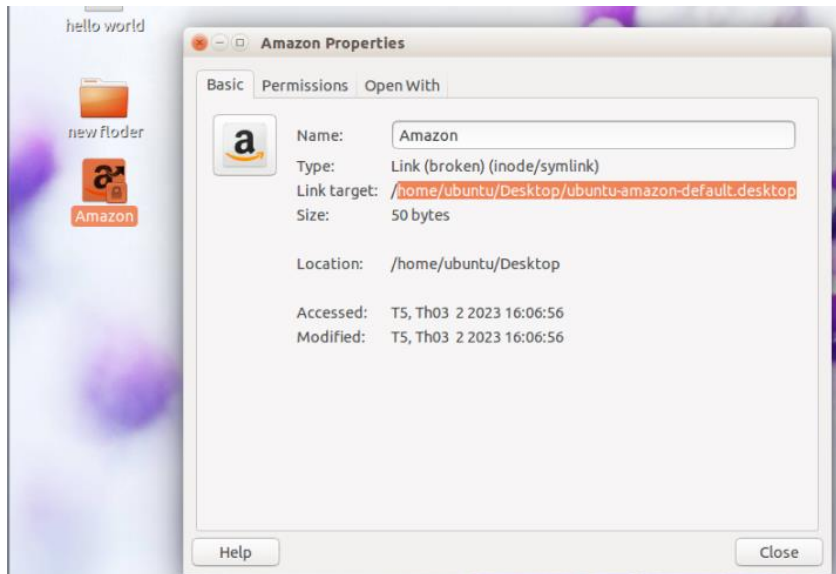 hello world
new floder
Amazon
Amazon Properties
Basic Permissions Open With
Name: Amazon
Type: Link (broken) (inode/symlink)
Link target: /home/ubuntu/Desktop/ubuntu-amazon-default.desktop
Size: 50 bytes
Location: /home/ubuntu/Desktop
Accessed: T5, Th03 2 2023 16:06:56
Modified: T5, Th03 2 2023 16:06:56
Help Close